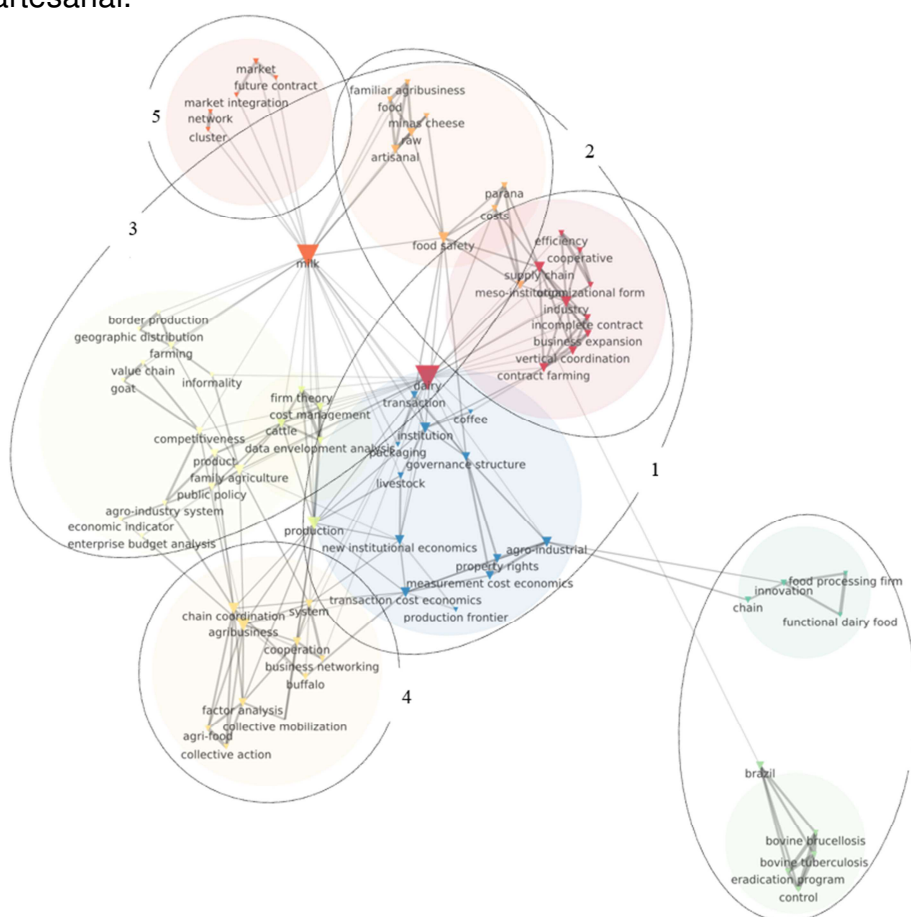 artesanal.
market
future contract
market integration
network
cluster
5
familiar agribusiness
food
minas cheese
raw
artisanal
2
parana
costs
3
food safety
efficiency
cooperative
milk
supply chain
meso-institution
organizational form
industry
border production
incomplete contract
geographic distribution
business expansion
farming
vertical coordination
value chain
contract farming
goat
informality
dairy
firm theory
transaction
cost management
coffee
cattle
institution
competitiveness
data envelopment analysis
packaging
product
governance structure
1
family agriculture
livestock
public policy
agro-industry system
economic indicator
production
enterprise budget analysis
new institutional economics
agro-industrial
property rights
measurement cost economics
food processing firm
innovation
transaction cost economics
chain
system
chain coordination
production frontier
functional dairy food
agribusiness
cooperation
business networking
buffalo
4
factor analysis
collective mobilization
agri-food
collective action
brazil
bovine brucellosis
bovine tuberculosis
eradication program
control